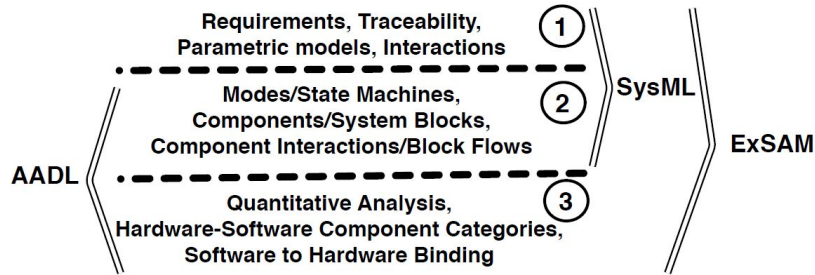 Requirements, Traceability,
Parametric models, Interactions
1
Modes/State Machines,
Components/System Blocks,
Component Interactions/Block Flows
2
SysML
AADL
ExSAM
Quantitative Analysis,
Hardware-Software Component Categories,
Software to Hardware Binding
3